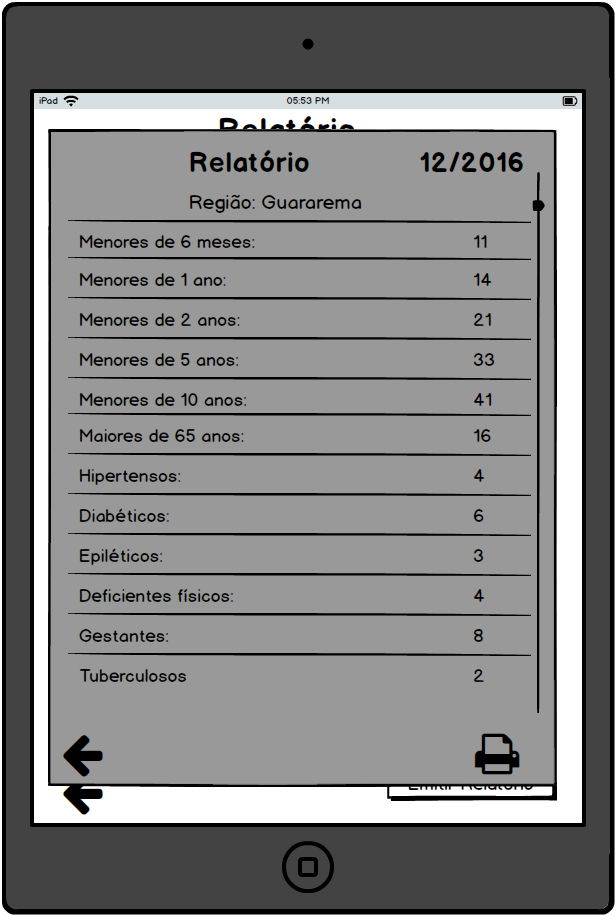 iPad 05:53 PM
Relatório
Relatório 12/2016
Região: Guararema
Menores de 6 meses: 11
Menores de 1 ano: 14
Menores de 2 anos: 21
Menores de 5 anos: 33
Menores de 10 anos: 41
Maiores de 65 anos: 16
Hipertensos: 4
Diabéticos: 6
Epiléticos: 3
Deficientes físicos: 4
Gestantes: 8
Tuberculosos 2
Emitir Relatório